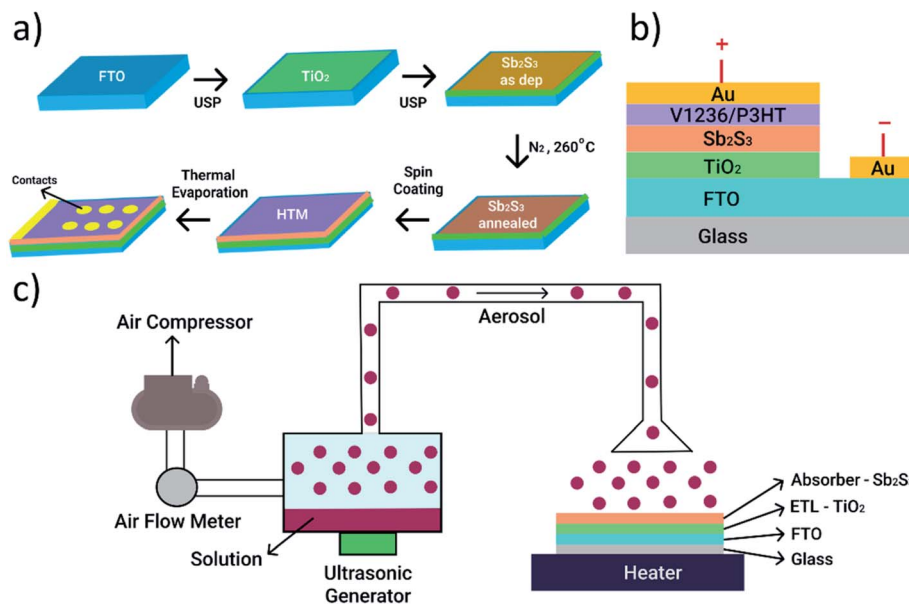 a)
FTO
USP
TiO₂
USP
Sb₂S₃
as dep
N₂, 260°C
Sb₂S₃
annealed
Spin
Coating
HTM
Thermal
Evaporation
Contacts
b)
+
Au
V1236/P3HT
Sb₂S₃
TiO₂
FTO
Glass
–
Au
c)
Air Compressor
Air Flow Meter
Solution
Ultrasonic
Generator
Aerosol
Absorber - Sb₂S
ETL - TiO₂
FTO
Glass
Heater